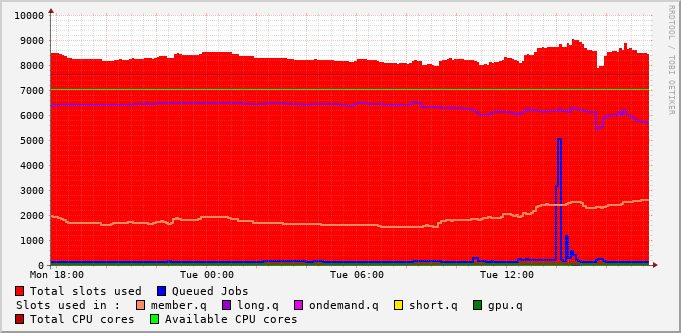 10000
9000
8000
7000
6000
5000
4000
3000
2000
1000
0
Mon 18:00 Tue 00:00 Tue 06:00 Tue 12:00
RRDTOOL / TOBI OETIKER
Total slots used Queued Jobs
Slots used in : member.q long.q ondemand.q short.q gpu.q
Total CPU cores Available CPU cores